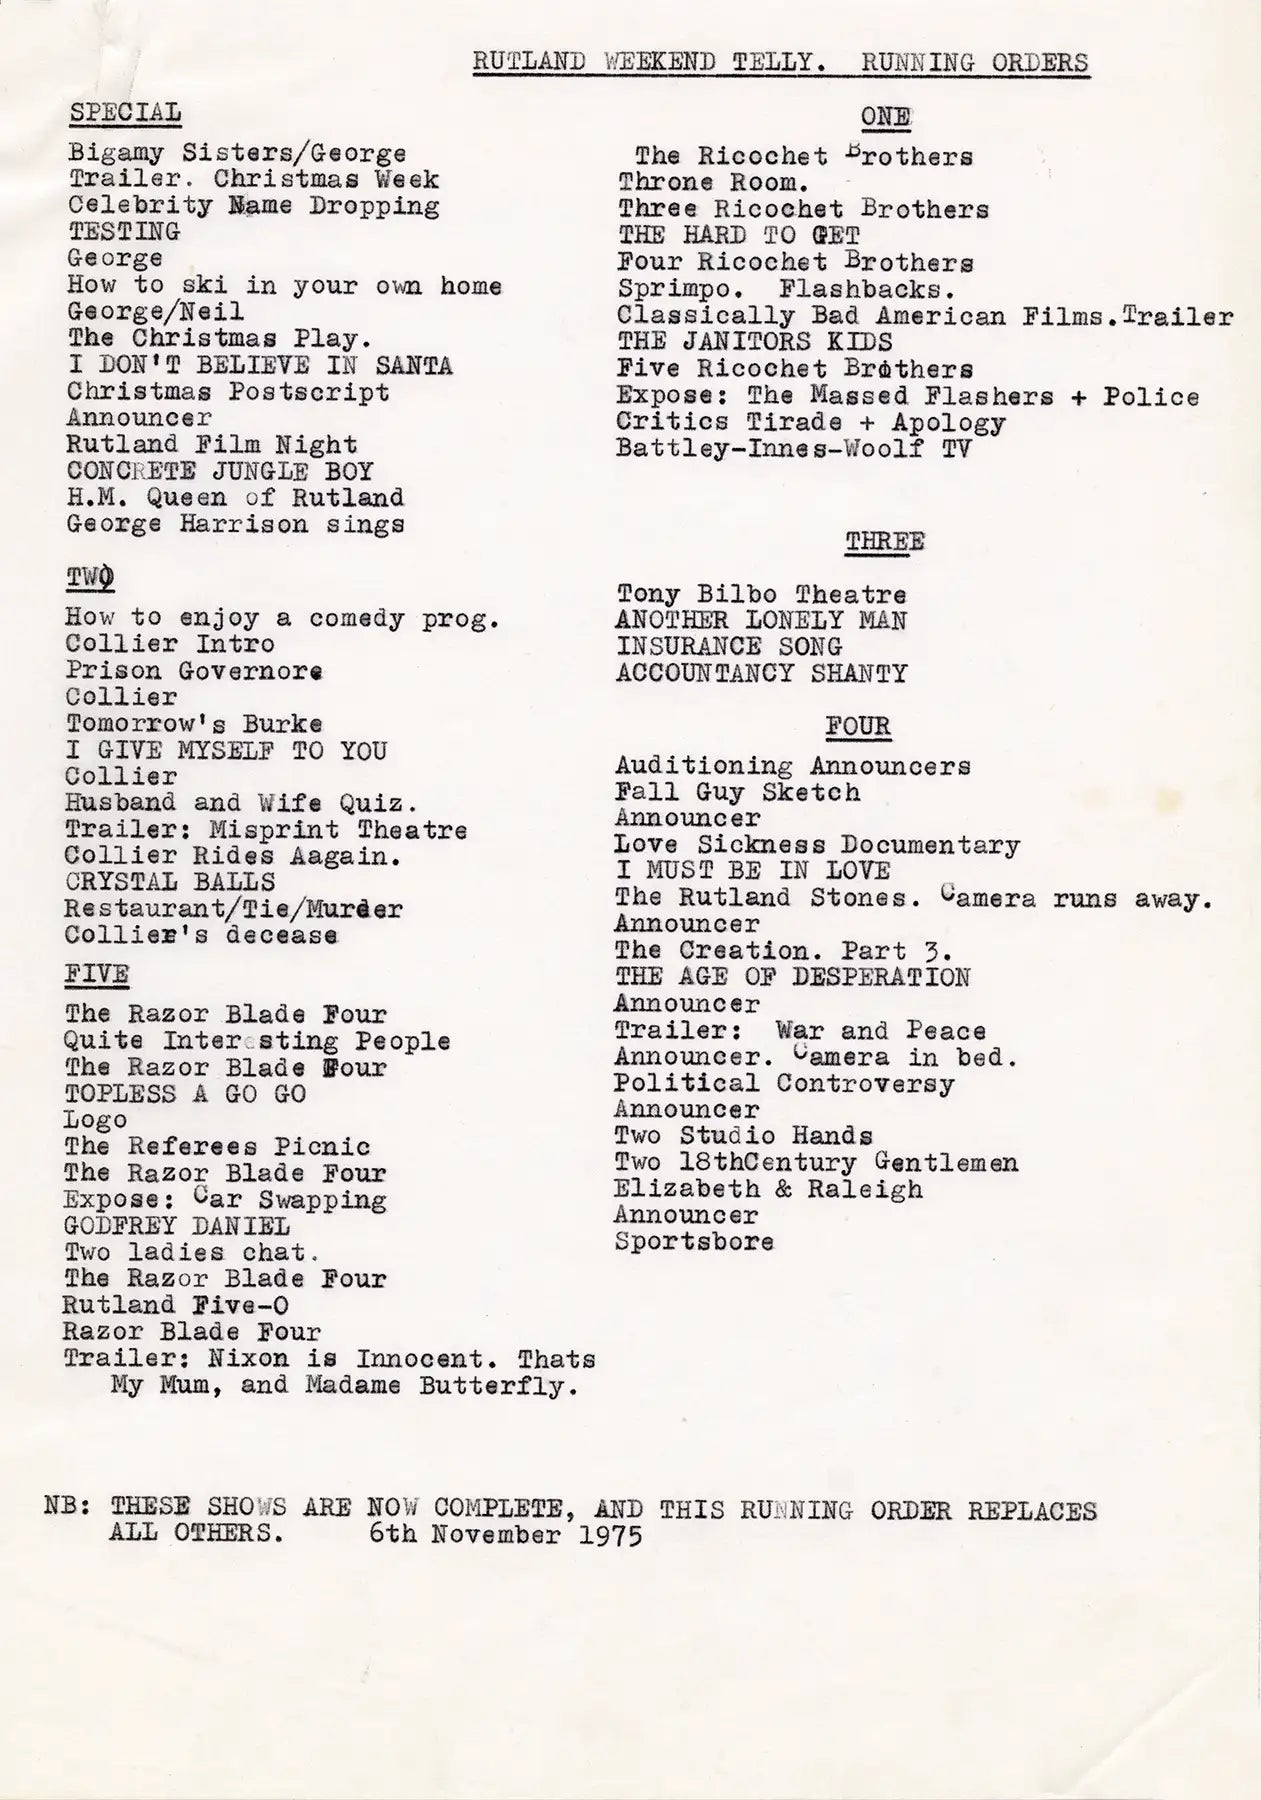 RUTLAND WEEKEND TELLY. RUNNING ORDERS
SPECIAL
Bigamy Sisters/George
Trailer. Christmas Week
Celebrity Name Dropping
TESTING
George
How to ski in your own home
George/Neil
The Christmas Play.
I DON'T BELIEVE IN SANTA
Christmas Postscript
Announcer
Rutland Film Night
CONCRETE JUNGLE BOY
H.M. Queen of Rutland
George Harrison sings
ONE
The Ricochet Brothers
Throne Room.
Three Ricochet Brothers
THE HARD TO GET
Four Ricochet Brothers
Sprimpo. Flashbacks.
Classically Bad American Films.Trailer
THE JANITORS KIDS
Five Ricochet Brothers
Expose: The Massed Flashers + Police
Critics Tirade + Apology
Battley-Innes-Woolf TV
TWO
How to enjoy a comedy prog.
Collier Intro
Prison Governors
Collier
Tomorrow's Burke
I GIVE MYSELF TO YOU
Collier
Husband and Wife Quiz.
Trailer: Misprint Theatre
Collier Rides Aagain.
CRYSTAL BALLS
Restaurant/Tie/Murder
Collier's decease
THREE
Tony Bilbo Theatre
ANOTHER LONELY MAN
INSURANCE SONG
ACCOUNTANCY SHANTY
FOUR
Auditioning Announcers
Fall Guy Sketch
Announcer
Love Sickness Documentary
I MUST BE IN LOVE
The Rutland Stones. Camera runs away.
Announcer
The Creation. Part 3.
THE AGE OF DESPERATION
Announcer
Trailer: War and Peace
Announcer. Camera in bed.
Political Controversy
Announcer
Two Studio Hands
Two 18thCentury Gentlemen
Elizabeth & Raleigh
Announcer
Sportsbore
FIVE
The Razor Blade Four
Quite Interesting People
The Razor Blade Four
TOPLESS A GO GO
Logo
The Referees Picnic
The Razor Blade Four
Expose: Car Swapping
GODFREY DANIEL
Two ladies chat.
The Razor Blade Four
Rutland Five-O
Razor Blade Four
Trailer: Nixon is Innocent. Thats
My Mum, and Madame Butterfly.
NB: THESE SHOWS ARE NOW COMPLETE, AND THIS RUNNING ORDER REPLACES
ALL OTHERS. 6th November 1975